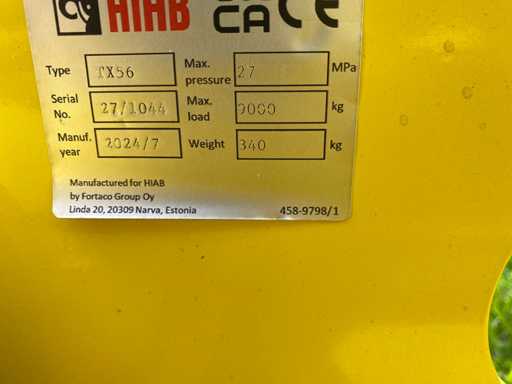 HIAB CA CE
Type TX56 Max. pressure 27 MPa
Serial No. 27/1044 Max. load 9000 kg
Manuf. year 2024/7 Weight 340 kg
Manufactured for HIAB
by Fortaco Group Oy
Linda 20, 20309 Narva, Estonia 458-9798/1